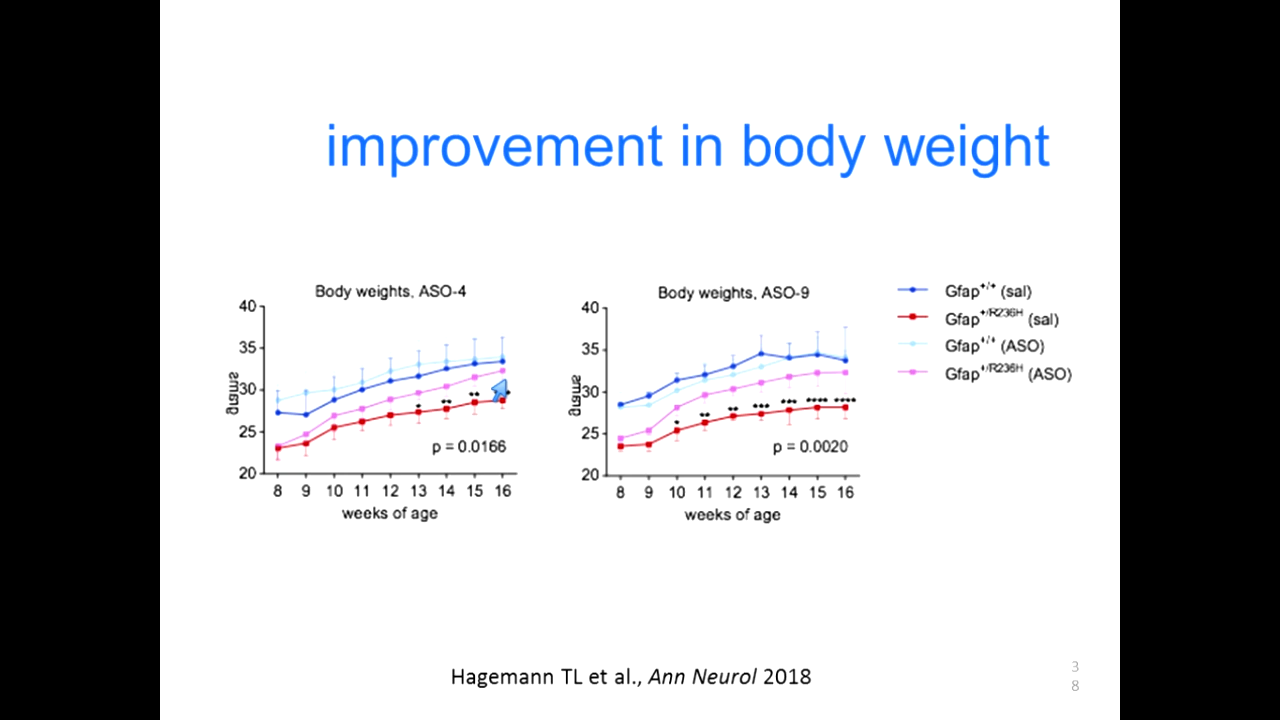 improvement in body weight
Body weights, ASO-4
40
35
30
25
20
grams
8 9 10 11 12 13 14 15 16
weeks of age
p = 0.0166
* ** **
Body weights, ASO-9
40
35
30
25
20
grams
8 9 10 11 12 13 14 15 16
weeks of age
p = 0.0020
* ** ** *** *** **** ****
Gfap+/+ (sal)
Gfap+/R236H (sal)
Gfap+/+ (ASO)
Gfap+/R236H (ASO)
Hagemann TL et al., Ann Neurol 2018
3
8